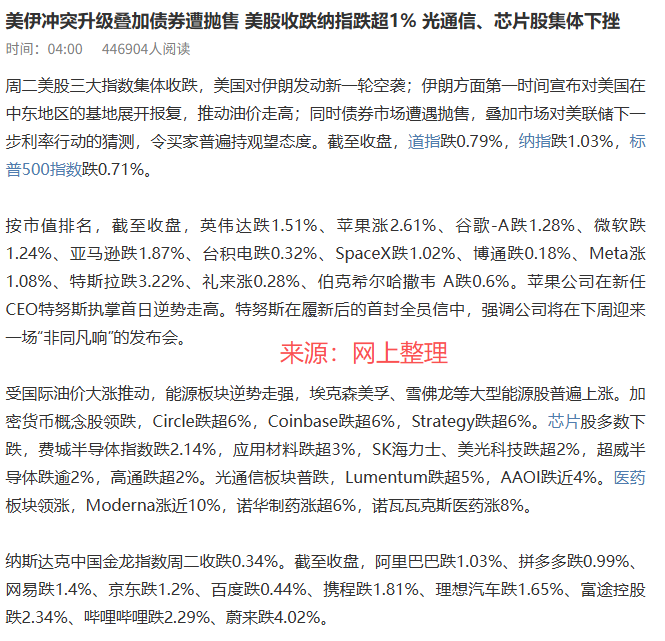 美伊冲突升级叠加债券遭抛售 美股收跌纳指跌超1% 光通信、芯片股集体下挫
时间：04:00 446904人阅读
周二美股三大指数集体收跌，美国对伊朗发动新一轮空袭；伊朗方面第一时间宣布对美国在
中东地区的基地展开报复，推动油价走高；同时债券市场遭遇抛售，叠加市场对美联储下一
步利率行动的猜测，令买家普遍持观望态度。截至收盘，道指跌0.79%，纳指跌1.03%，标
普500指数跌0.71%。
按市值排名，截至收盘，英伟达跌1.51%、苹果涨2.61%、谷歌-A跌1.28%、微软跌
1.24%、亚马逊跌1.87%、台积电跌0.32%、SpaceX跌1.02%、博通跌0.18%、Meta涨
1.08%、特斯拉跌3.22%、礼来涨0.28%、伯克希尔哈撒韦 A跌0.6%。苹果公司在新任
CEO特努斯执掌首日逆势走高。特努斯在履新后的首封全员信中，强调公司将在下周迎来
一场“非同凡响”的发布会。
来源：网上整理
受国际油价大涨推动，能源板块逆势走强，埃克森美孚、雪佛龙等大型能源股普遍上涨。加
密货币概念股领跌，Circle跌超6%，Coinbase跌超6%，Strategy跌超6%。芯片股多数下
跌，费城半导体指数跌2.14%，应用材料跌超3%，SK海力士、美光科技跌超2%，超威半
导体跌逾2%，高通跌超2%。光通信板块普跌，Lumentum跌超5%，AAOI跌近4%。医药
板块领涨，Moderna涨近10%，诺华制药涨超6%，诺瓦瓦克斯医药涨8%。
纳斯达克中国金龙指数周二收跌0.34%。截至收盘，阿里巴巴跌1.03%，拼多多跌0.99%、
网易跌1.4%、京东跌1.2%，百度跌0.44%，携程跌1.81%，理想汽车跌1.65%，富途控股
跌2.34%、哔哩哔哩跌2.29%、蔚来跌4.02%。